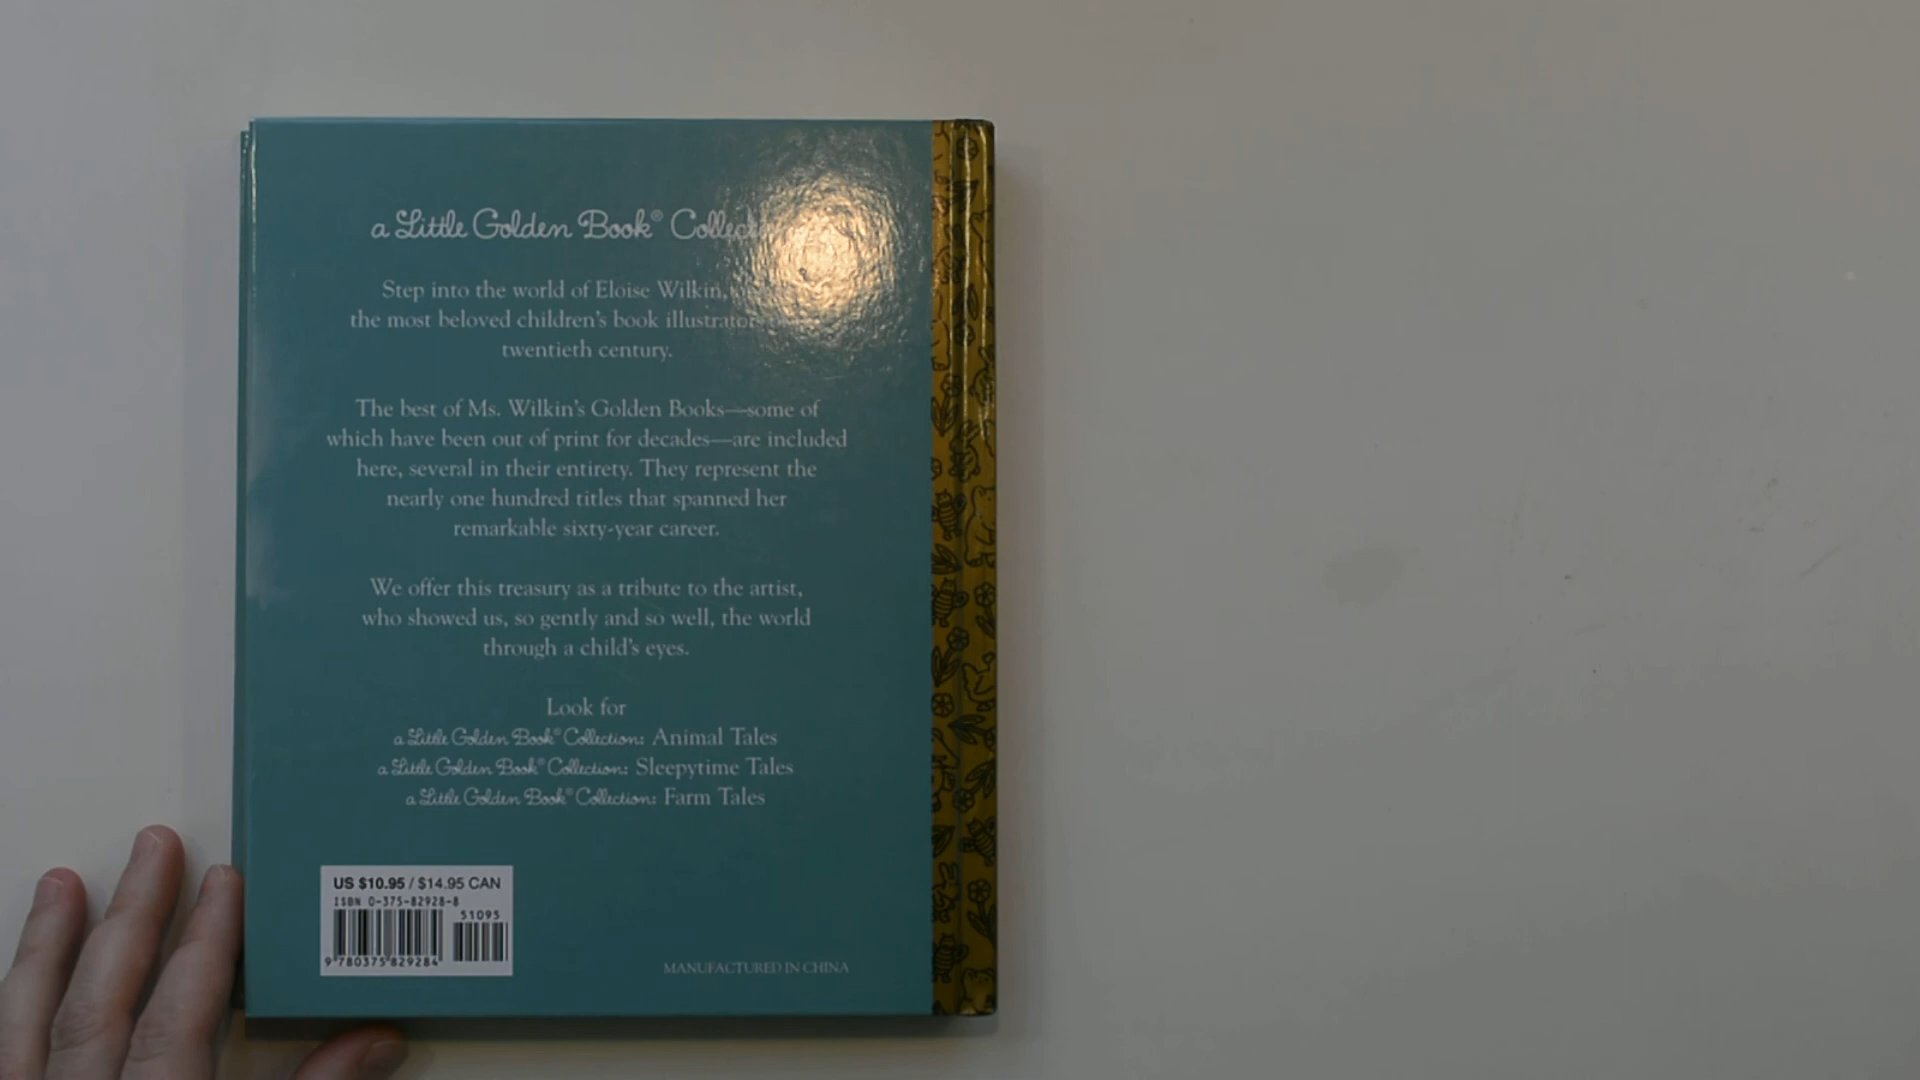 a Little Golden Book® Collect
Step into the world of Eloise Wilkin,
the most beloved children's book illustrator
twentieth century.
The best of Ms. Wilkin's Golden Books—some of
which have been out of print for decades—are included
here, several in their entirety. They represent the
nearly one hundred titles that spanned her
remarkable sixty-year career.
We offer this treasury as a tribute to the artist,
who showed us, so gently and so well, the world
through a child's eyes.
Look for
a Little Golden Book® Collection: Animal Tales
a Little Golden Book® Collection: Sleepytime Tales
a Little Golden Book® Collection: Farm Tales
US $10.95 / $14.95 CAN
ISBN 0-375-82928-8
51095
9 780375 829284
MANUFACTURED IN CHINA